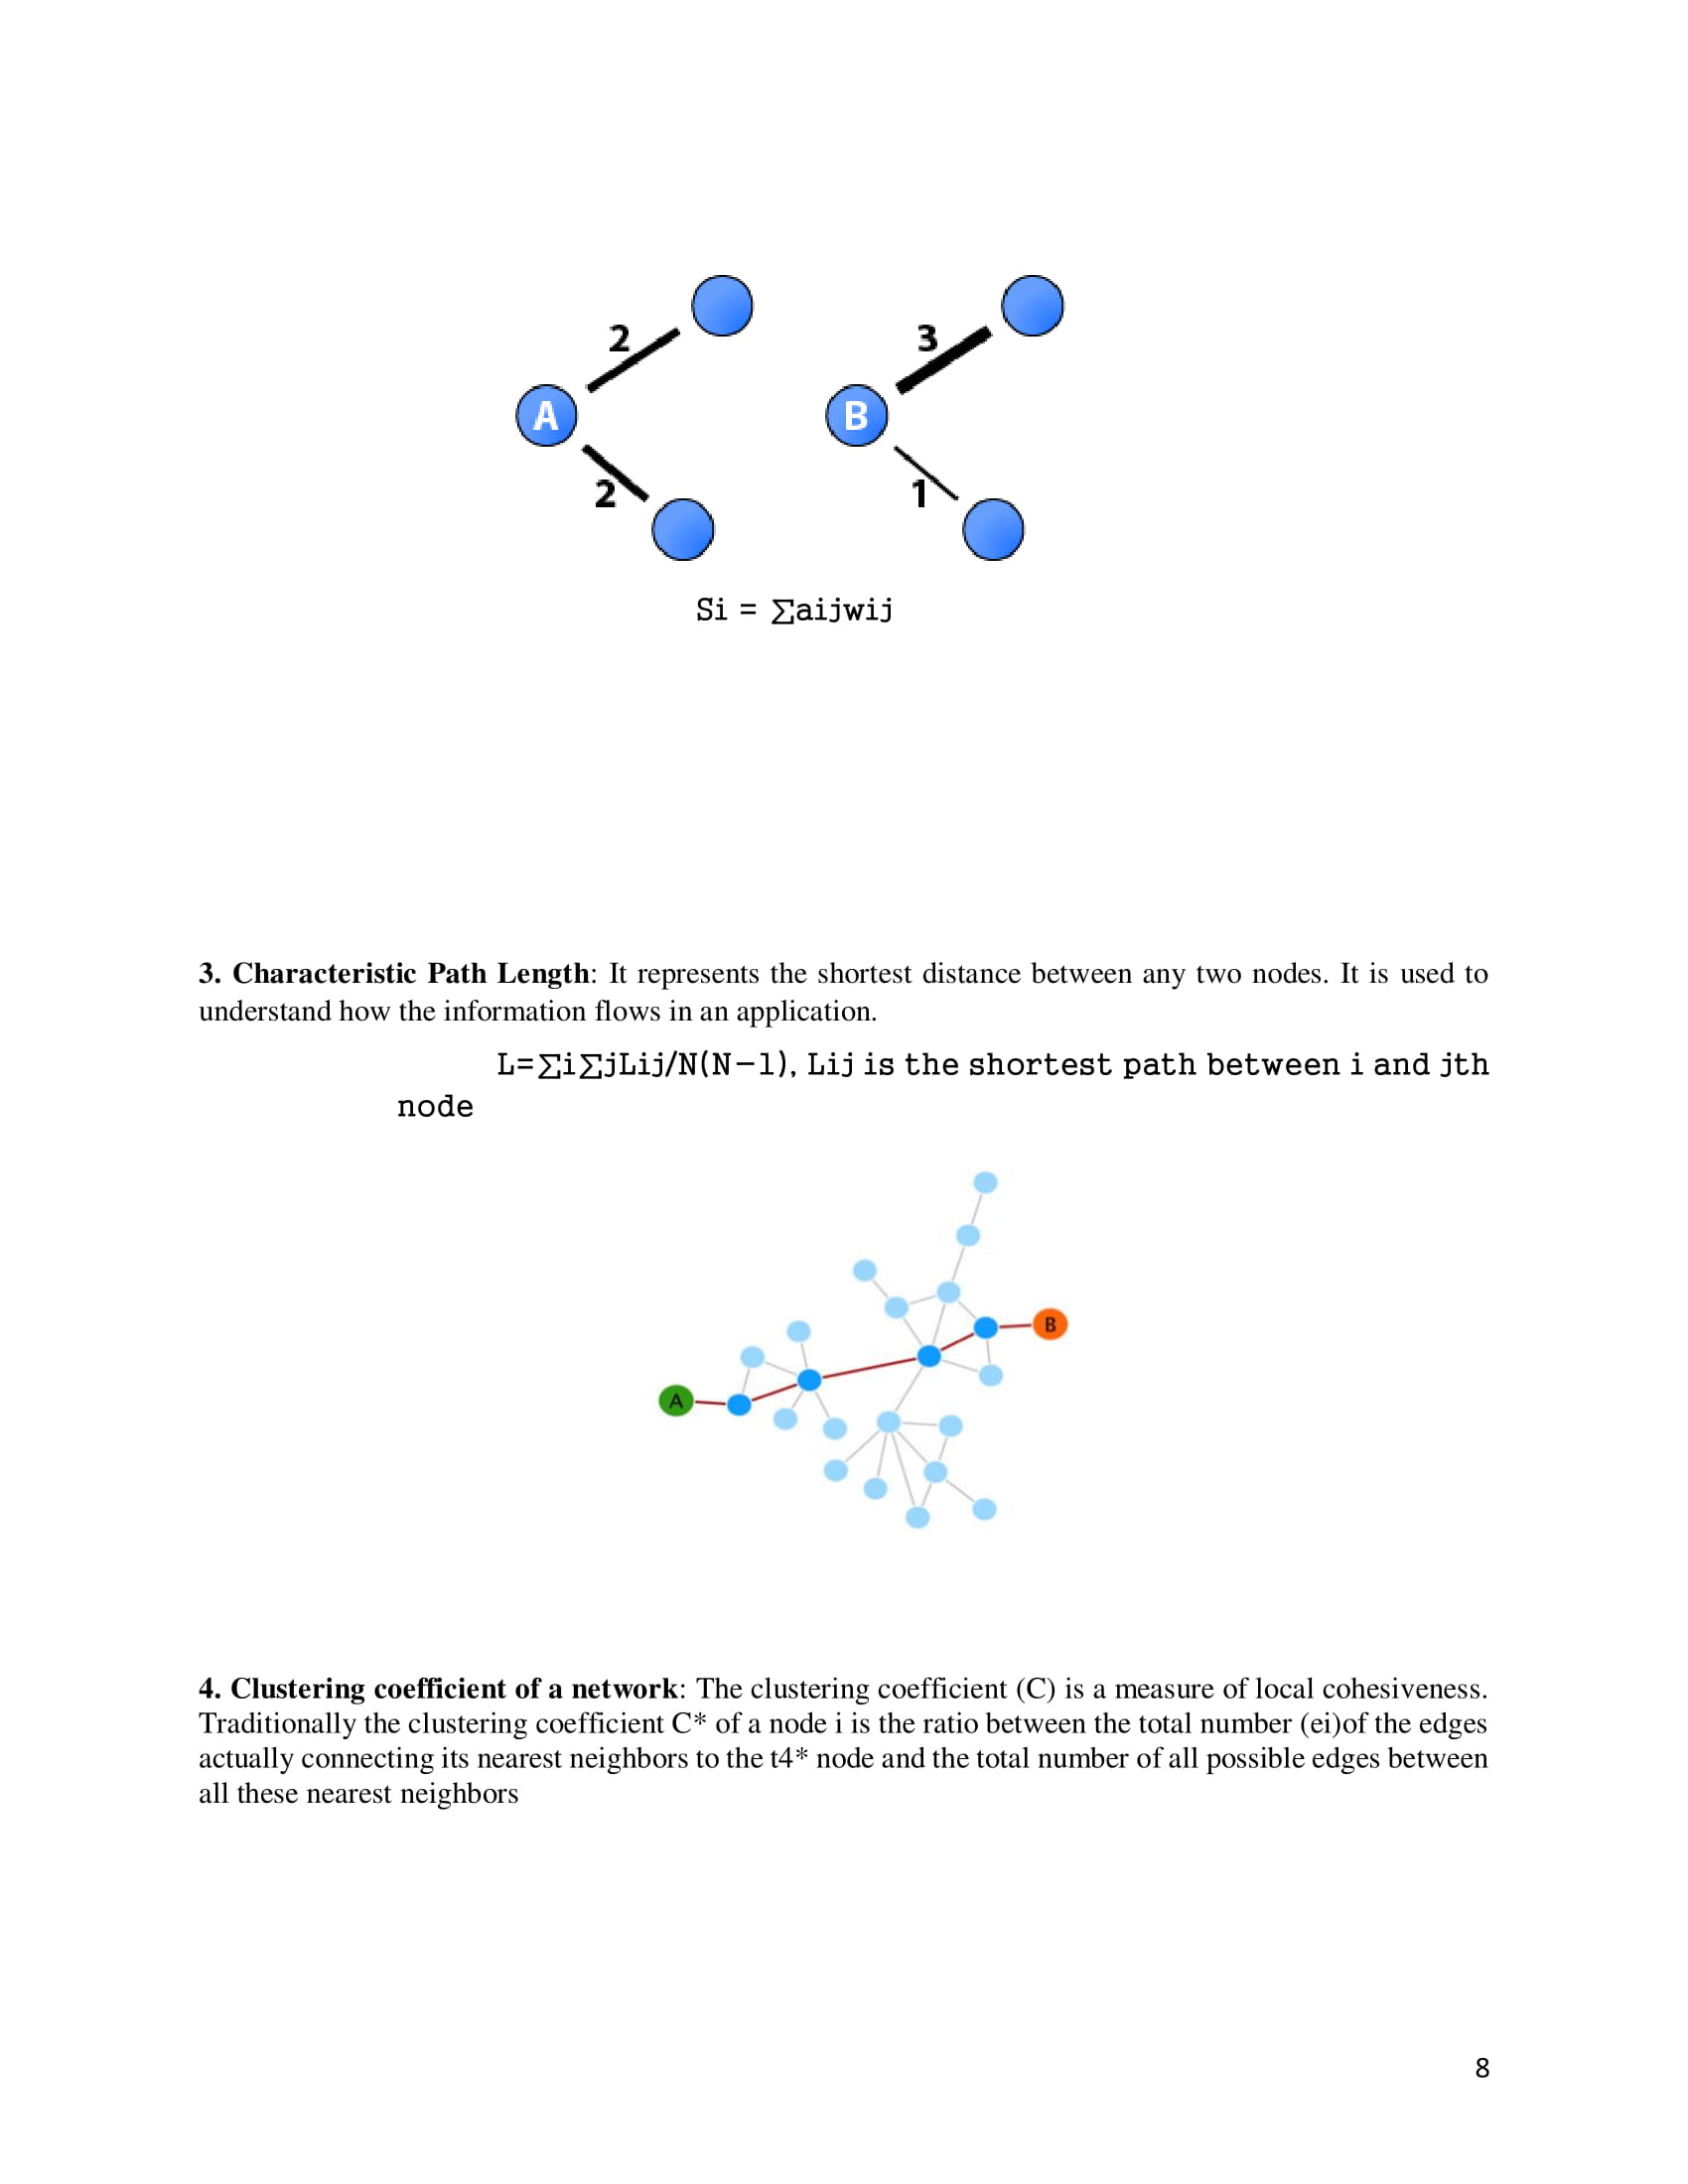 2
3
A
B
2
1
Si = ∑aijwij
3. Characteristic Path Length: It represents the shortest distance between any two nodes. It is used to
understand how the information flows in an application.
L=∑i∑jLij/N(N−1), Lij is the shortest path between i and jth
node
B
A
4. Clustering coefficient of a network: The clustering coefficient (C) is a measure of local cohesiveness.
Traditionally the clustering coefficient C* of a node i is the ratio between the total number (ei)of the edges
actually connecting its nearest neighbors to the t4* node and the total number of all possible edges between
all these nearest neighbors
8